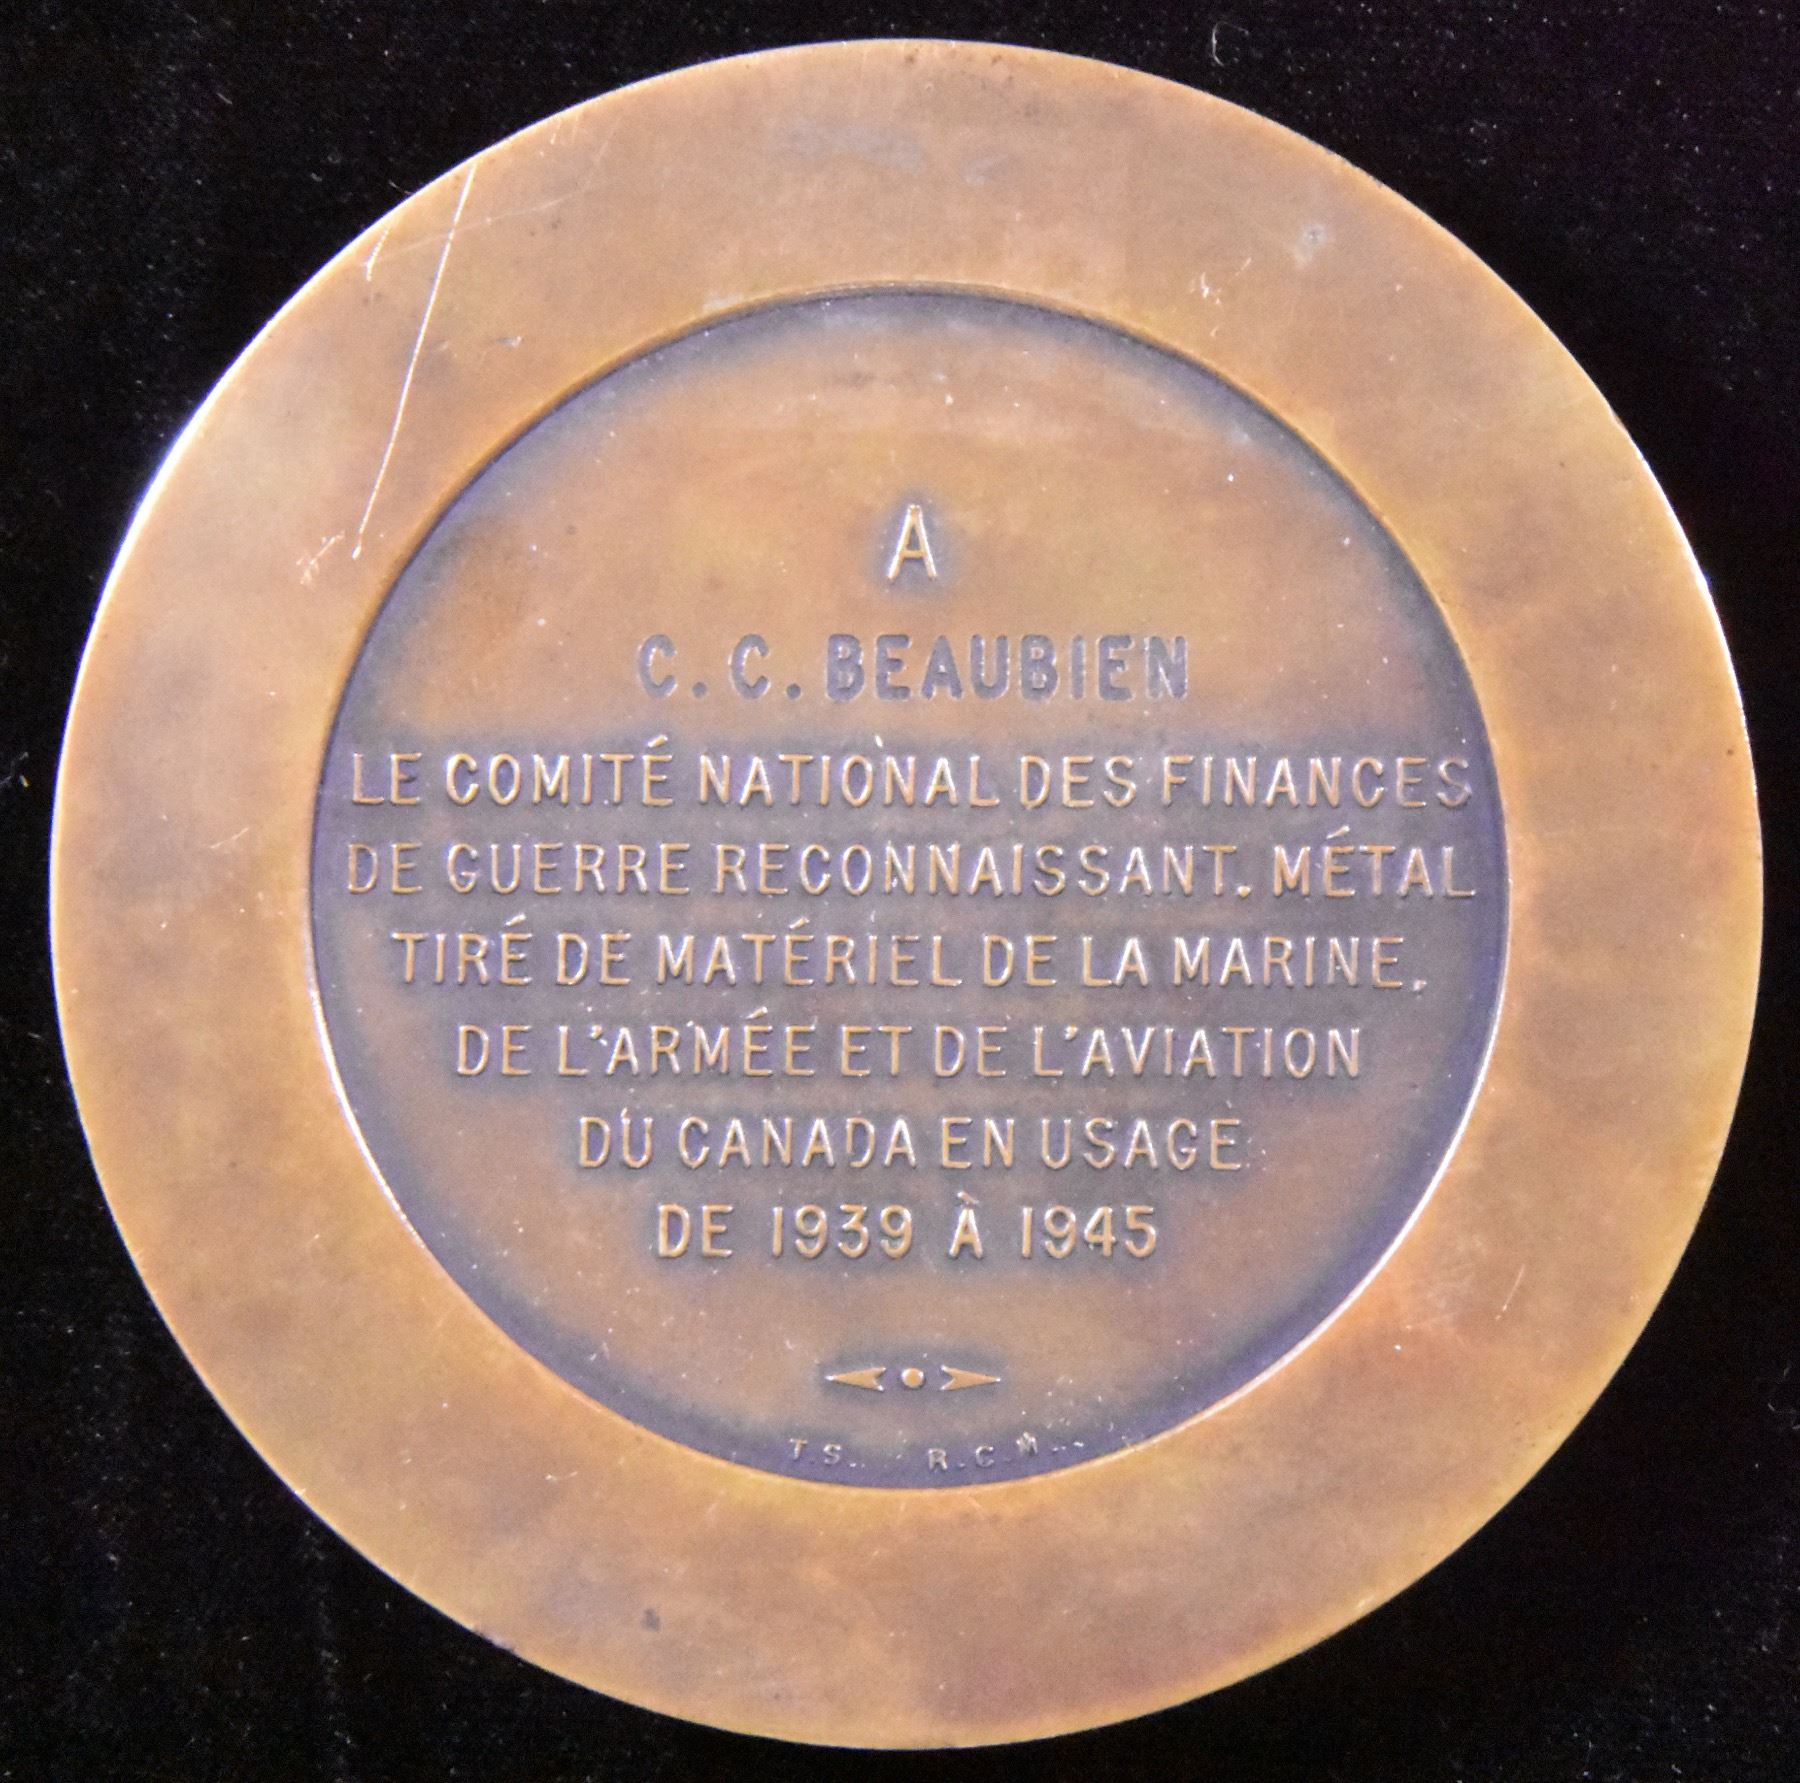 A
C. C. BEAUBIEN
LE COMITÉ NATIONAL DES FINANCES
DE GUERRE RECONNAISSANT. MÉTAL
TIRÉ DE MATÉRIEL DE LA MARINE,
DE L'ARMÉE ET DE L'AVIATION
DU CANADA EN USAGE
DE 1939 À 1945
T.S. R.C.M.